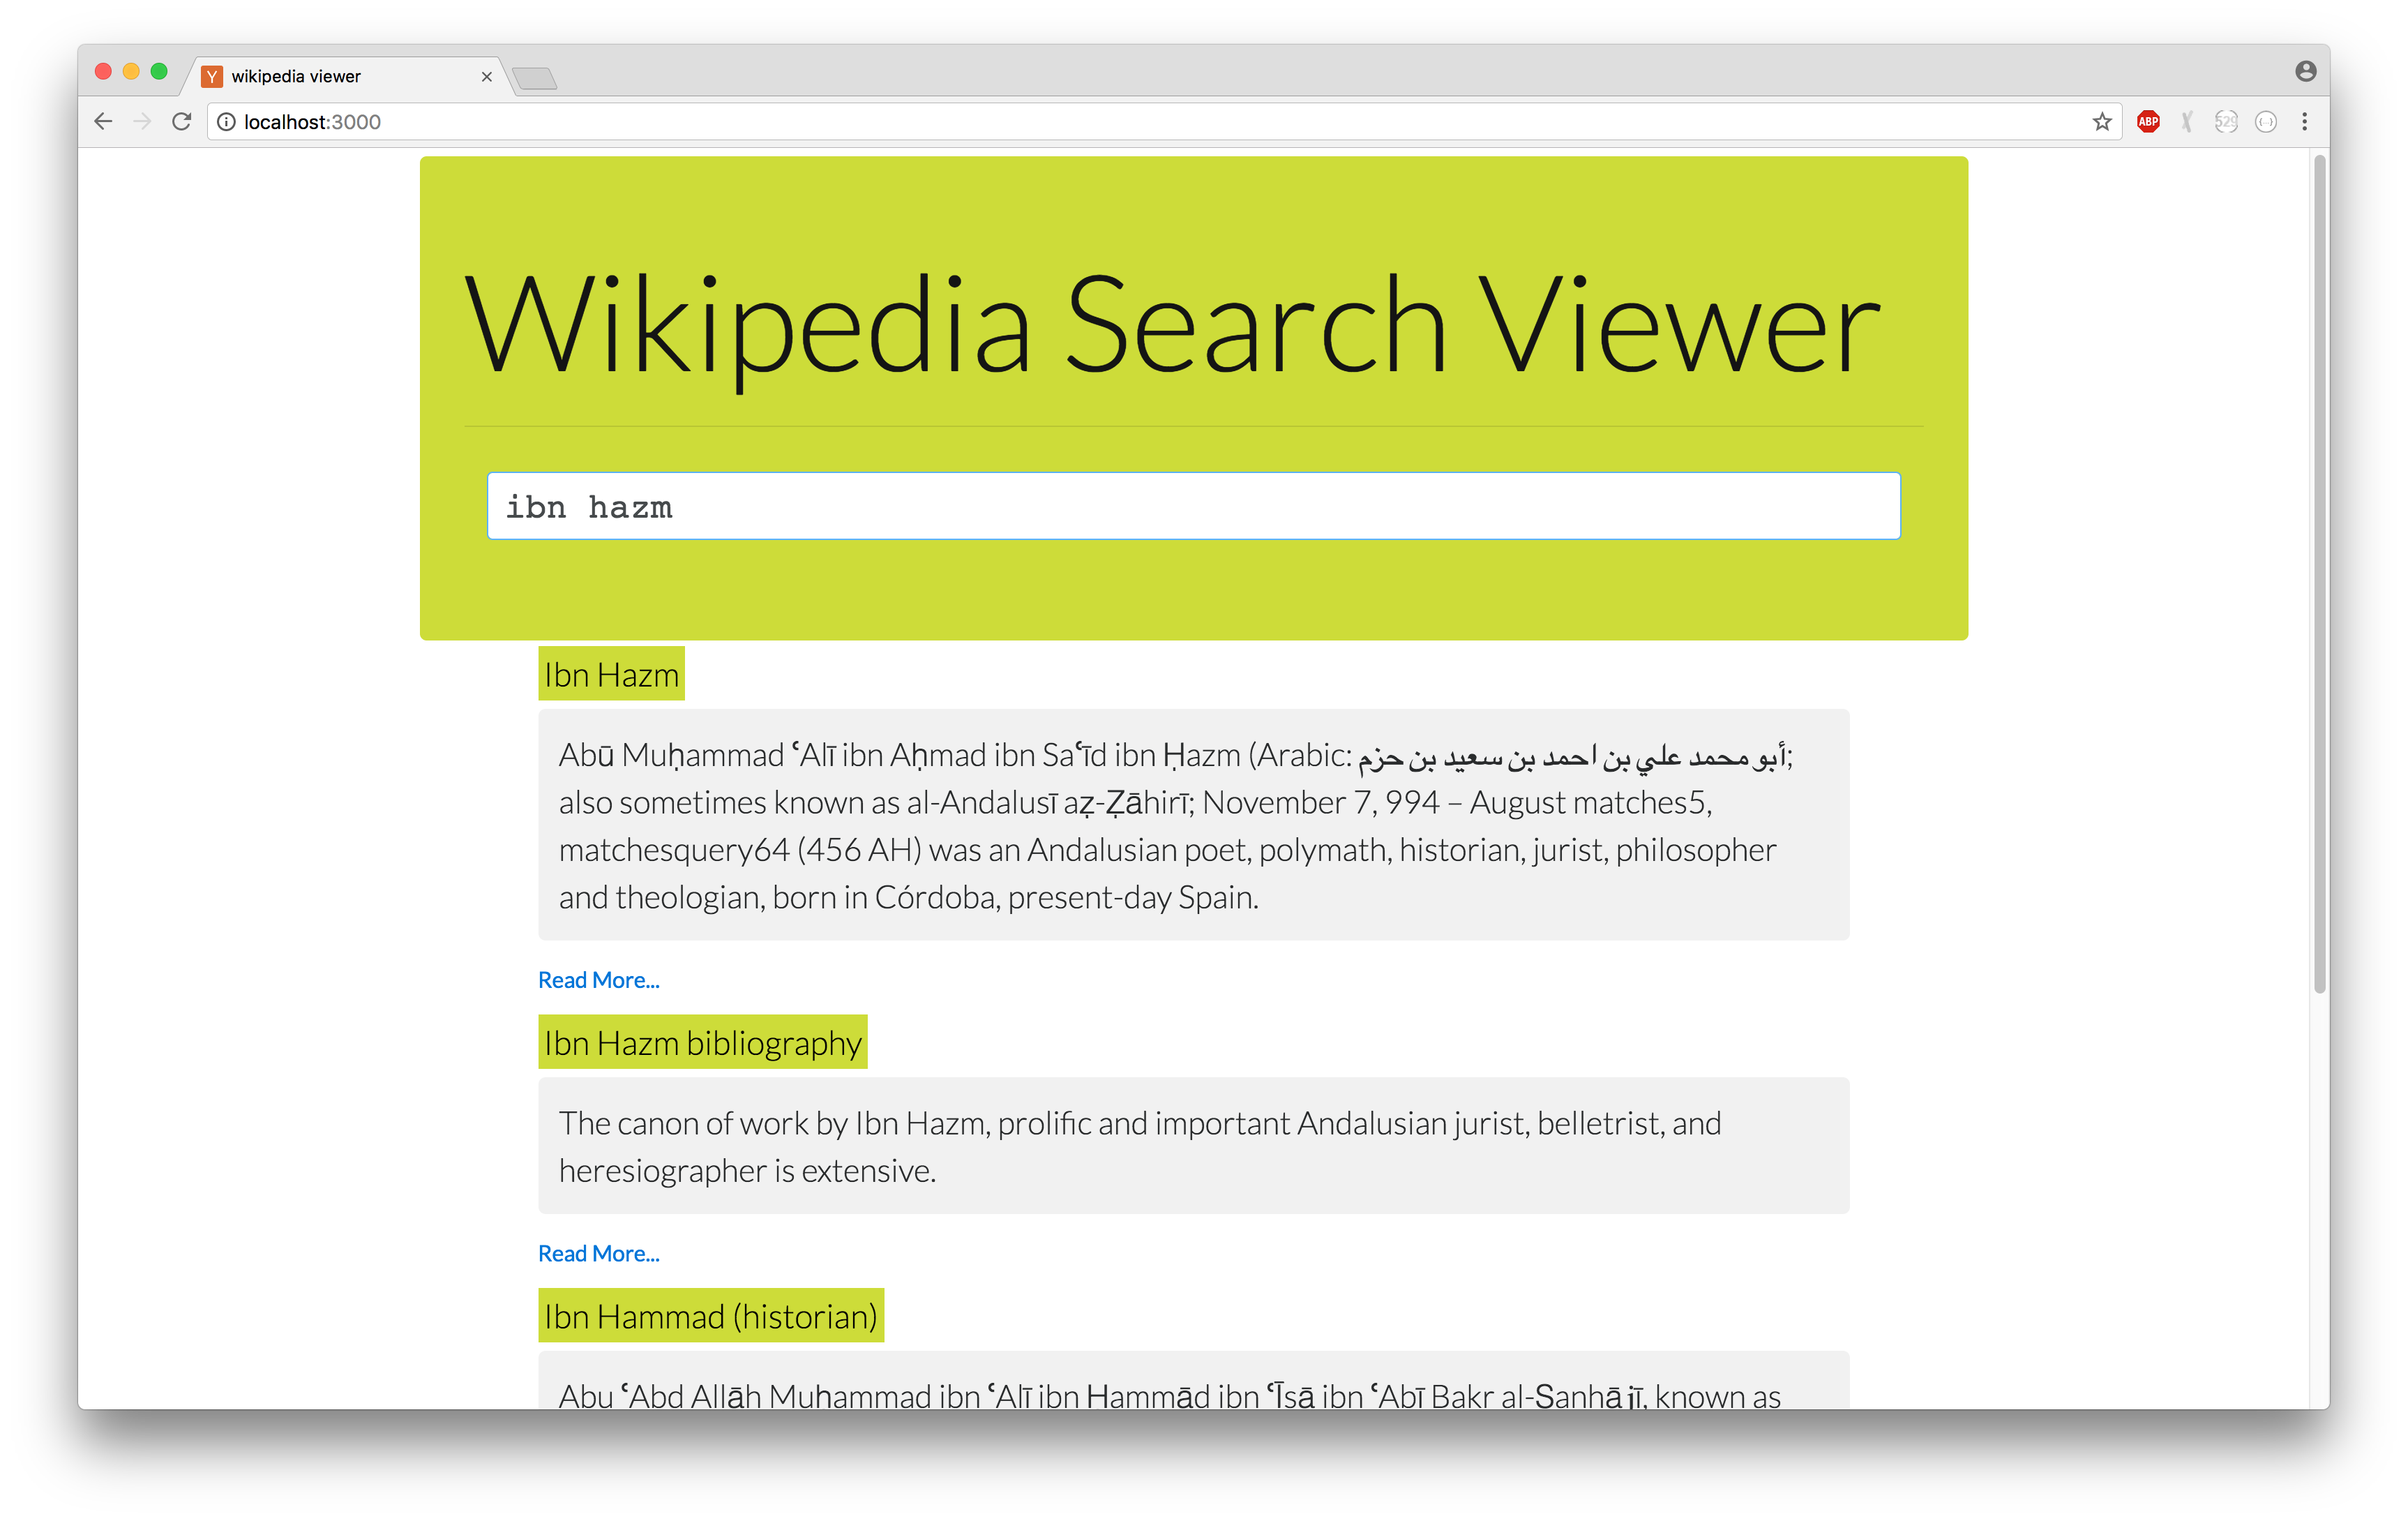 wikipedia viewer
localhost:3000
ABP
Wikipedia Search Viewer
ibn hazm
Ibn Hazm
Abū Muḥammad ʿAlī ibn Aḥmad ibn Saʿīd ibn Ḥazm (Arabic: أبو محمد علي بن احمد بن سعيد بن حزم;
also sometimes known as al-Andalusī aẓ-Ẓāhirī; November 7, 994 – August matches5,
matchesquery64 (456 AH) was an Andalusian poet, polymath, historian, jurist, philosopher
and theologian, born in Córdoba, present-day Spain.
Read More...
Ibn Hazm bibliography
The canon of work by Ibn Hazm, prolific and important Andalusian jurist, belletrist, and
heresiographer is extensive.
Read More...
Ibn Hammad (historian)
Abu ʿAbd Allāh Muḥammad ibn ʿAlī ibn Ḥammād ibn ʿĪsā ibn ʿAbī Bakr al-Ṣanhājī, known as